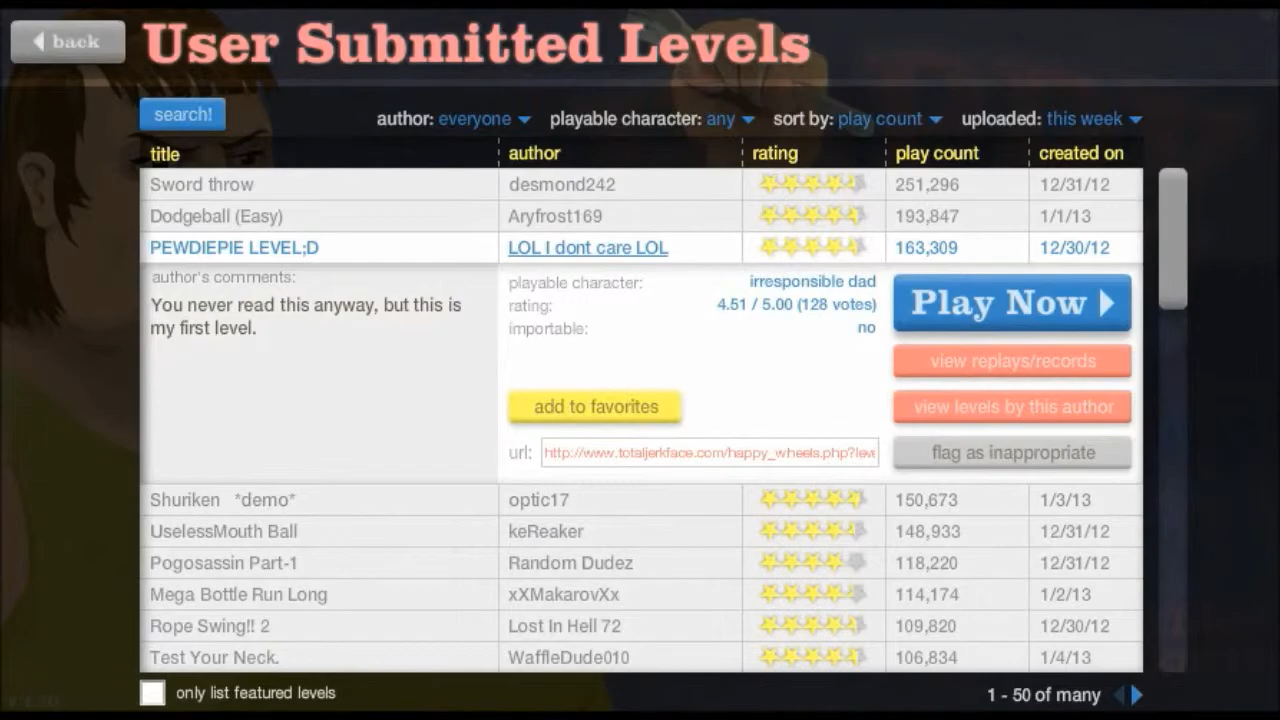 back
User Submitted Levels
search!
author: everyone playable character: any sort by: play count uploaded: this week
title author rating play count created on
Sword throw desmond242 251,296 12/31/12
Dodgeball (Easy) Aryfrost169 193,847 1/1/13
PEWDIEPIE LEVEL;D LOL I dont care LOL 163,309 12/30/12
author's comments:
You never read this anyway, but this is
my first level.
playable character: irresponsible dad
rating: 4.51 / 5.00 (128 votes)
importable: no
add to favorites
url: http://www.totaljerkface.com/happy_wheels.php?leve
Play Now
view replays/records
view levels by this author
flag as inappropriate
Shuriken *demo* optic17 150,673 1/3/13
UselessMouth Ball keReaker 148,933 12/31/12
Pogosassin Part-1 Random Dudez 118,220 12/31/12
Mega Bottle Run Long xXMakarovXx 114,174 1/2/13
Rope Swing!! 2 Lost In Hell 72 109,820 12/30/12
Test Your Neck. WaffleDude010 106,834 1/4/13
only list featured levels
1 - 50 of many